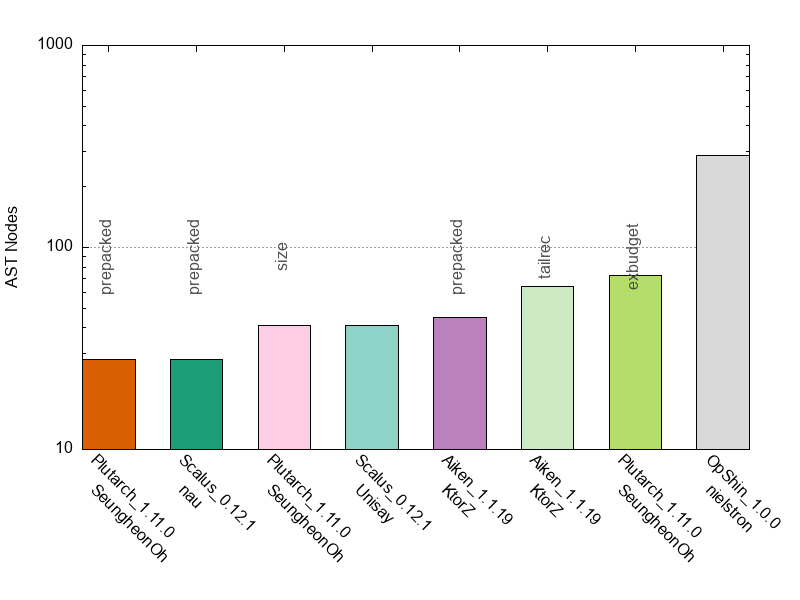 1000
100
10
AST Nodes
prepacked
prepacked
size
prepacked
tailrec
exbudget
Plutarch_1.11.0
SeungheonOh
Scalus_0.12.1
nau
Plutarch_1.11.0
SeungheonOh
Scalus_0.12.1
Unisay
Aiken_1.1.19
KtorZ
Aiken_1.1.19
KtorZ
Plutarch_1.11.0
SeungheonOh
OpShin_1.0.0
nielstron